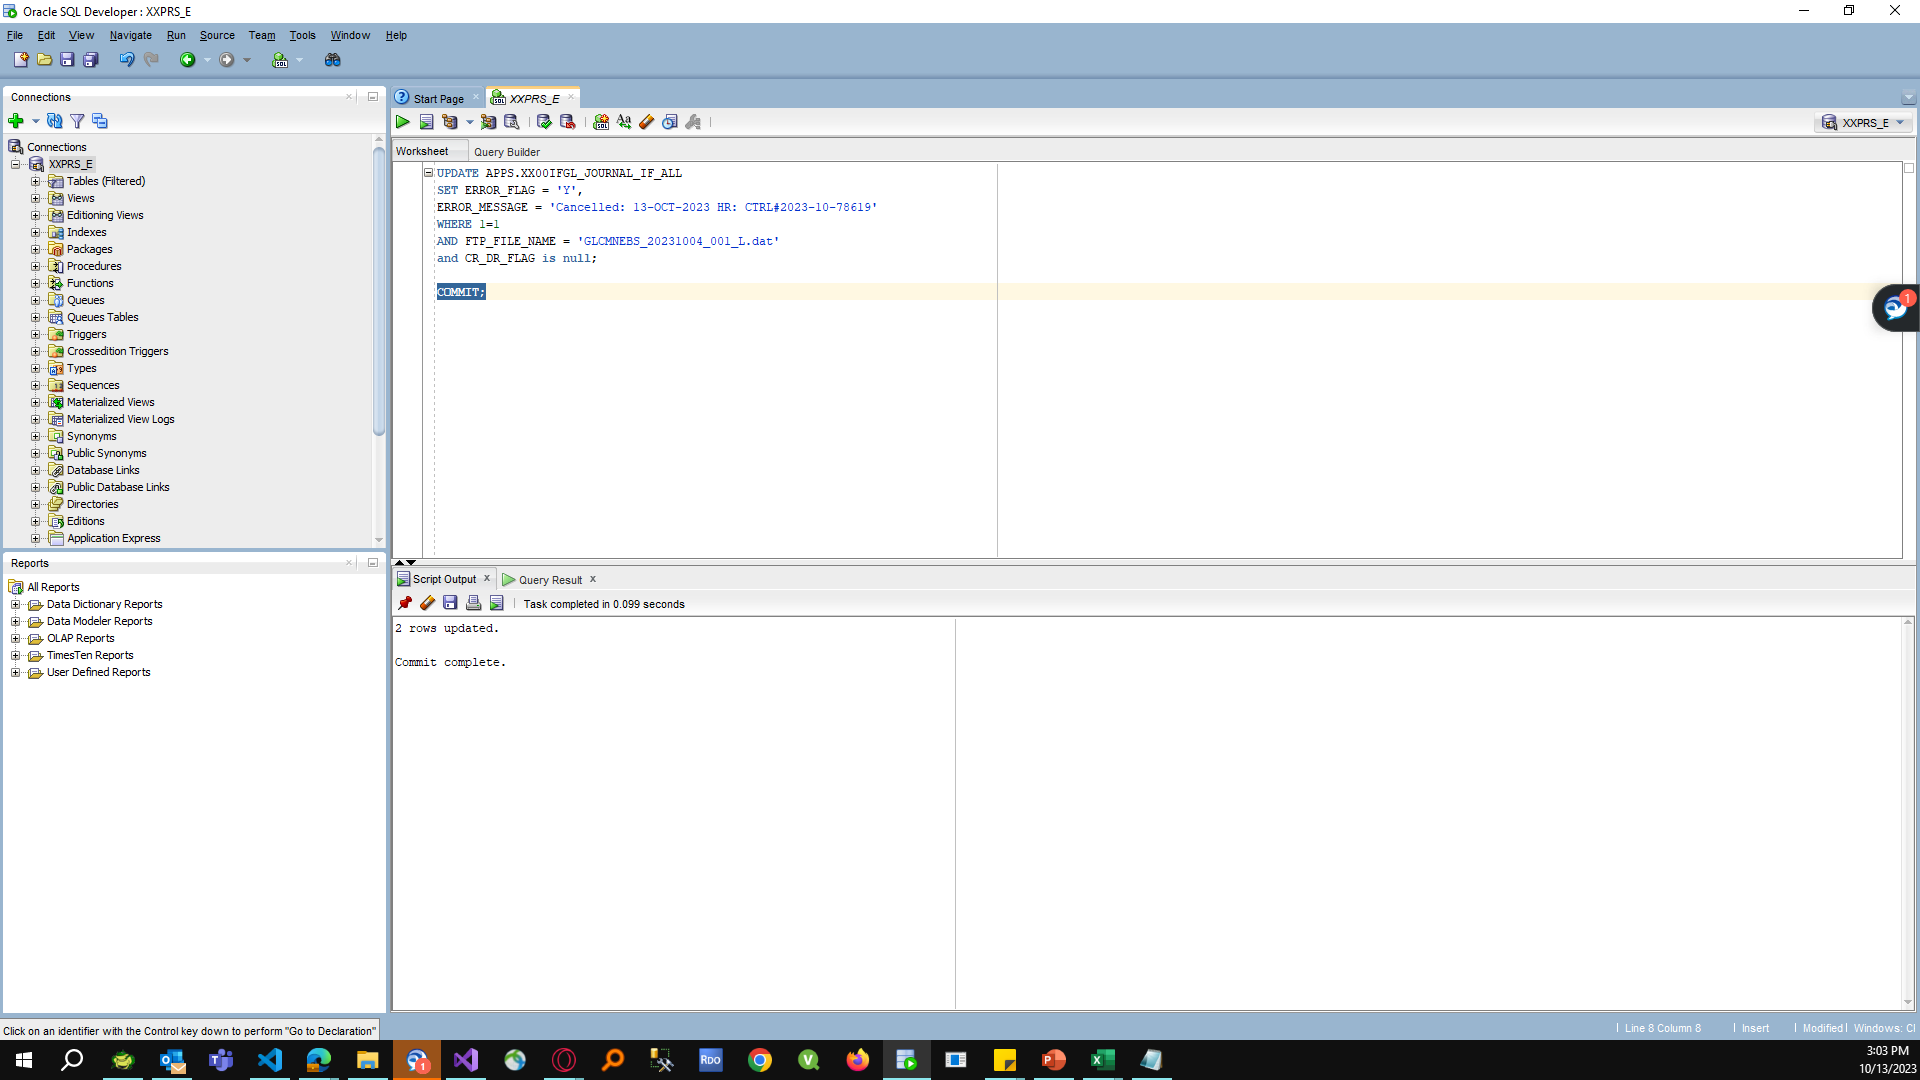 Oracle SQL Developer : XXPRS_E
File Edit View Navigate Run Source Team Tools Window Help
Connections
Connections
XXPRS_E
Tables (Filtered)
Views
Editioning Views
Indexes
Packages
Procedures
Functions
Queues
Queues Tables
Triggers
Crossedition Triggers
Types
Sequences
Materialized Views
Materialized View Logs
Synonyms
Public Synonyms
Database Links
Public Database Links
Directories
Editions
Application Express
Reports
All Reports
Data Dictionary Reports
Data Modeler Reports
OLAP Reports
TimesTen Reports
User Defined Reports
Start Page XXPRS_E
XXPRS_E
Worksheet Query Builder
UPDATE APPS.XX00IFGL_JOURNAL_IF_ALL
SET ERROR_FLAG = 'Y',
ERROR_MESSAGE = 'Cancelled: 13-OCT-2023 HR: CTRL#2023-10-78619'
WHERE 1=1
AND FTP_FILE_NAME = 'GLCMNEBS_20231004_001_L.dat'
and CR_DR_FLAG is null;
COMMIT;
1
Script Output x Query Result x
Task completed in 0.099 seconds
2 rows updated.
Commit complete.
Click on an identifier with the Control key down to perform "Go to Declaration"
Line 8 Column 8 Insert Modified Windows: Cl
1
RDO
3:03 PM
10/13/2023